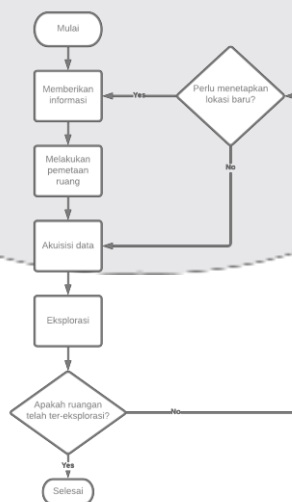 Mulai
Memberikan
informasi
Yes
Perlu menetapkan
lokasi baru?
Melakukan
pemetaan
ruang
No
Akuisisi data
Eksplorasi
Apakah ruangan
telah ter-eksplorasi?
No
Yes
Selesai